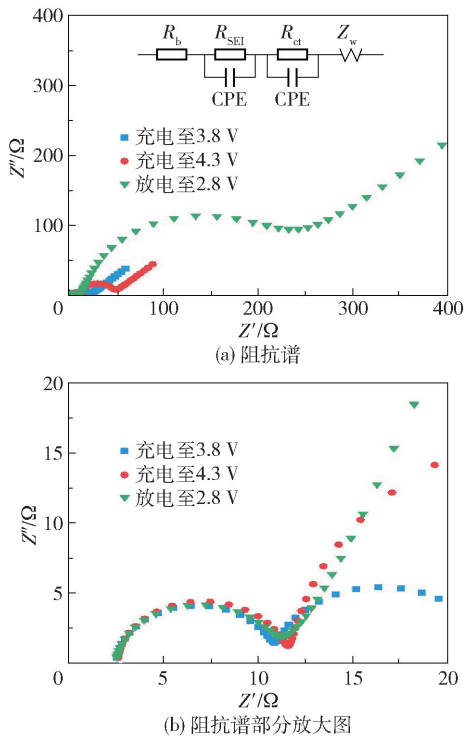 R_b R_SEI R_ct Z_w
CPE CPE
400
300
200
100
0
Z″/Ω
充电至3.8 V
充电至4.3 V
放电至2.8 V
100 200 300 400
Z′/Ω
(a) 阻抗谱
20
15
10
5
0
Z″/Ω
充电至3.8 V
充电至4.3 V
放电至2.8 V
5 10 15 20
Z′/Ω
(b) 阻抗谱部分放大图